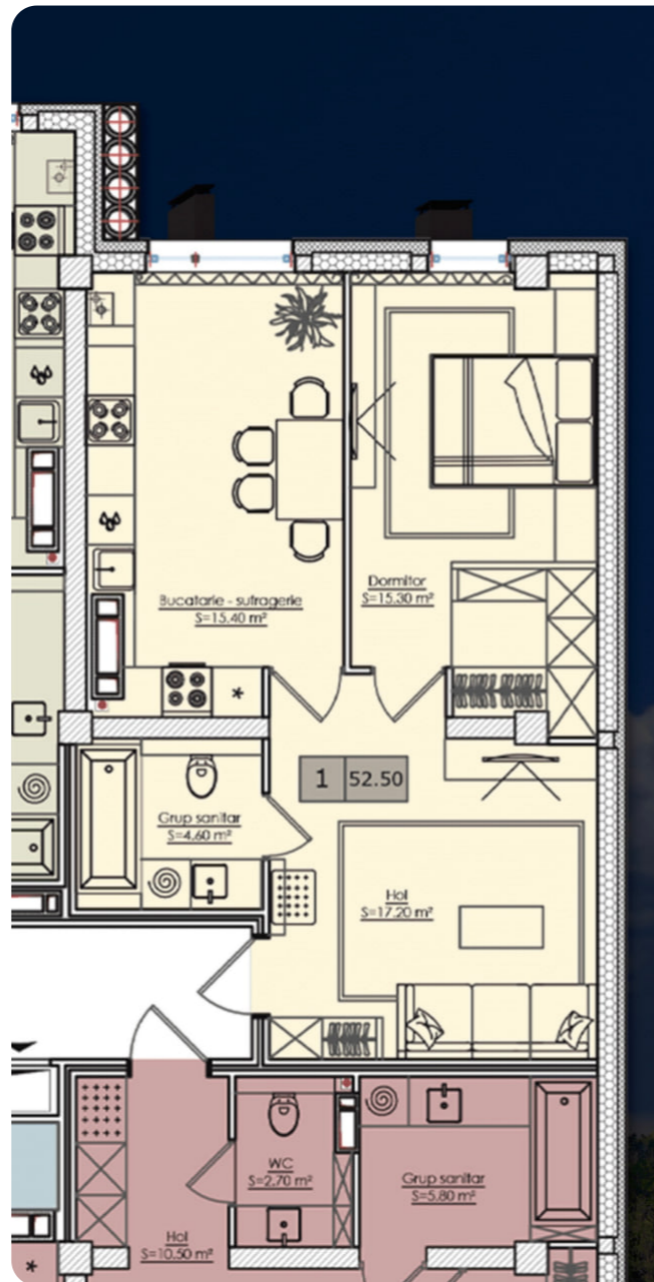 Bucatarie - sufragerie
S=15.40 m²
Dormitor
S=15.30 m²
*
1 52.50
Grup sanitar
S=4.60 m²
Hol
S=17.20 m²
WC
S=2.70 m²
Grup sanitar
S=5.80 m²
Hol
S=10.50 m²
*